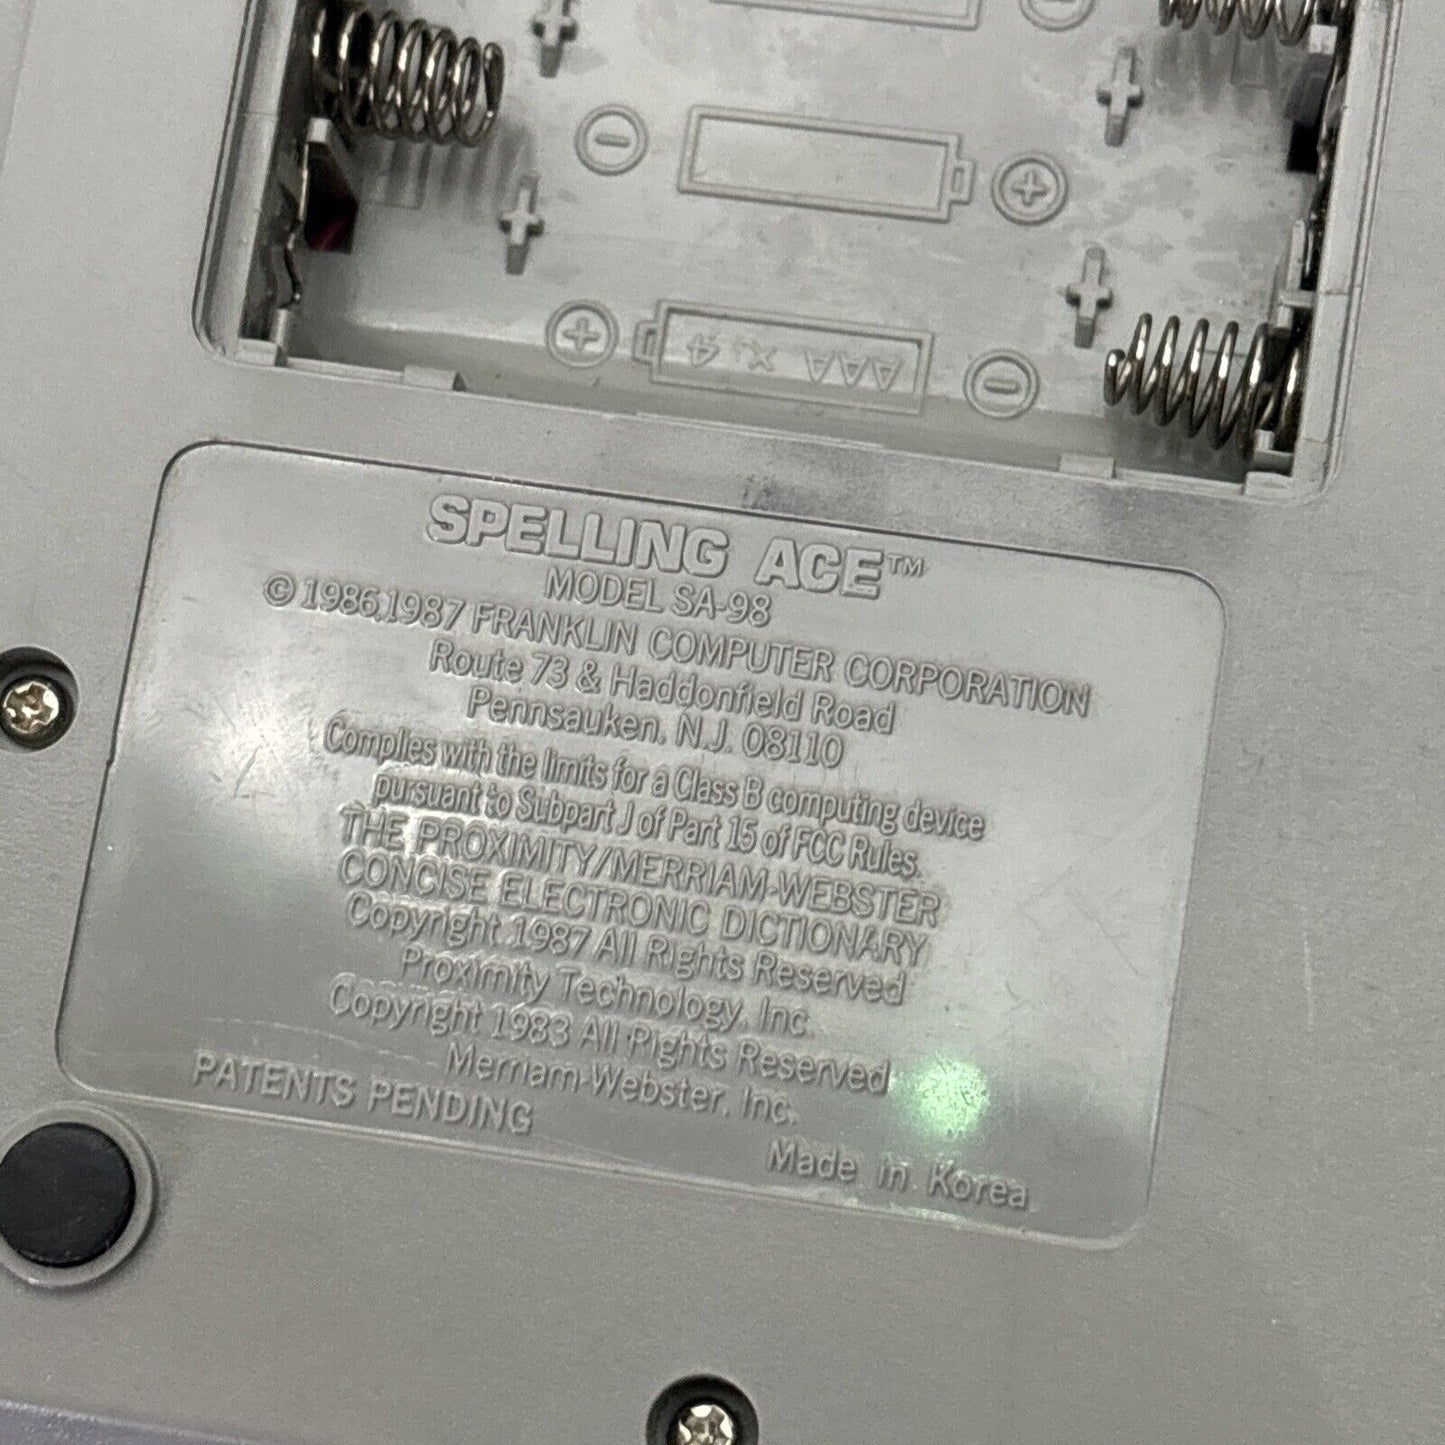 AAA x 4
SPELLING ACE™
MODEL SA-98
© 1986,1987 FRANKLIN COMPUTER CORPORATION
Route 73 & Haddonfield Road
Pennsauken, N.J. 08110
Complies with the limits for a Class B computing device
pursuant to Subpart J of Part 15 of FCC Rules.
THE PROXIMITY/MERRIAM-WEBSTER
CONCISE ELECTRONIC DICTIONARY
Copyright 1987 All Rights Reserved
Proximity Technology, Inc.
Copyright 1983 All Rights Reserved
Merriam-Webster, Inc.
PATENTS PENDING
Made in Korea